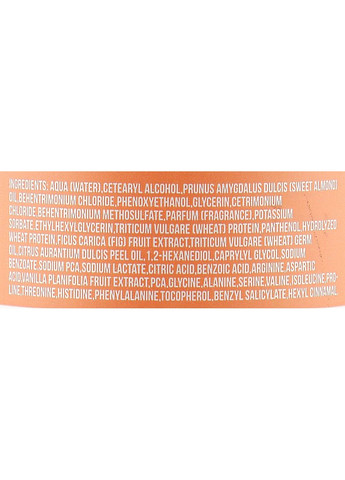 INGREDIENTS: AQUA (WATER),CETEARYL ALCOHOL,PRUNUS AMYGDALUS DULCIS (SWEET ALMOND)
OIL,BEHENTRIMONIUM CHLORIDE,PHENOXYETHANOL,GLYCERIN,CETRIMONIUM
CHLORIDE,BEHENTRIMONIUM METHOSULFATE,PARFUM (FRAGRANCE),POTASSIUM
SORBATE,ETHYLHEXYLGLYCERIN,TRITICUM VULGARE (WHEAT) PROTEIN,PANTHENOL,HYDROLYZED
WHEAT PROTEIN,FICUS CARICA (FIG) FRUIT EXTRACT,TRITICUM VULGARE (WHEAT) GERM
OIL,CITRUS AURANTIUM DULCIS PEEL OIL,1,2-HEXANEDIOL,CAPRYLYL GLYCOL,SODIUM
BENZOATE,SODIUM PCA,SODIUM LACTATE,CITRIC ACID,BENZOIC ACID,ARGININE,ASPARTIC
ACID,VANILLA PLANIFOLIA FRUIT EXTRACT,PCA,GLYCINE,ALANINE,SERINE,VALINE,ISOLEUCINE,PRO-
LINE,THREONINE,HISTIDINE,PHENYLALANINE,TOCOPHEROL,BENZYL SALICYLATE,HEXYL CINNAMAL.